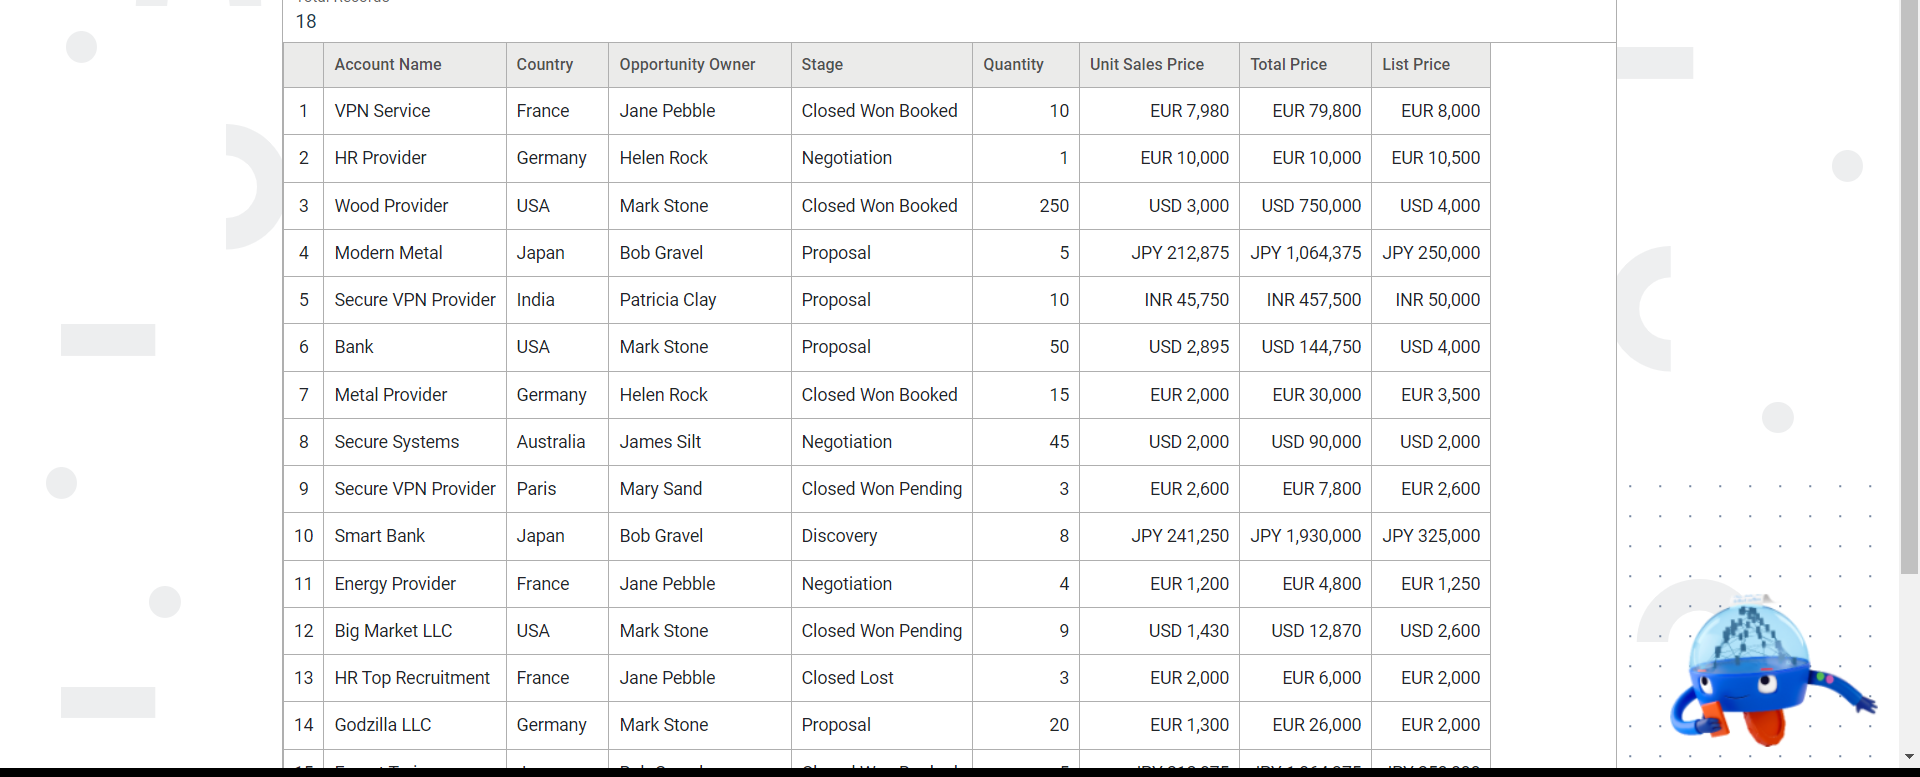 18
Account Name Country Opportunity Owner Stage Quantity Unit Sales Price Total Price List Price
1 VPN Service France Jane Pebble Closed Won Booked 10 EUR 7,980 EUR 79,800 EUR 8,000
2 HR Provider Germany Helen Rock Negotiation 1 EUR 10,000 EUR 10,000 EUR 10,500
3 Wood Provider USA Mark Stone Closed Won Booked 250 USD 3,000 USD 750,000 USD 4,000
4 Modern Metal Japan Bob Gravel Proposal 5 JPY 212,875 JPY 1,064,375 JPY 250,000
5 Secure VPN Provider India Patricia Clay Proposal 10 INR 45,750 INR 457,500 INR 50,000
6 Bank USA Mark Stone Proposal 50 USD 2,895 USD 144,750 USD 4,000
7 Metal Provider Germany Helen Rock Closed Won Booked 15 EUR 2,000 EUR 30,000 EUR 3,500
8 Secure Systems Australia James Silt Negotiation 45 USD 2,000 USD 90,000 USD 2,000
9 Secure VPN Provider Paris Mary Sand Closed Won Pending 3 EUR 2,600 EUR 7,800 EUR 2,600
10 Smart Bank Japan Bob Gravel Discovery 8 JPY 241,250 JPY 1,930,000 JPY 325,000
11 Energy Provider France Jane Pebble Negotiation 4 EUR 1,200 EUR 4,800 EUR 1,250
12 Big Market LLC USA Mark Stone Closed Won Pending 9 USD 1,430 USD 12,870 USD 2,600
13 HR Top Recruitment France Jane Pebble Closed Lost 3 EUR 2,000 EUR 6,000 EUR 2,000
14 Godzilla LLC Germany Mark Stone Proposal 20 EUR 1,300 EUR 26,000 EUR 2,000